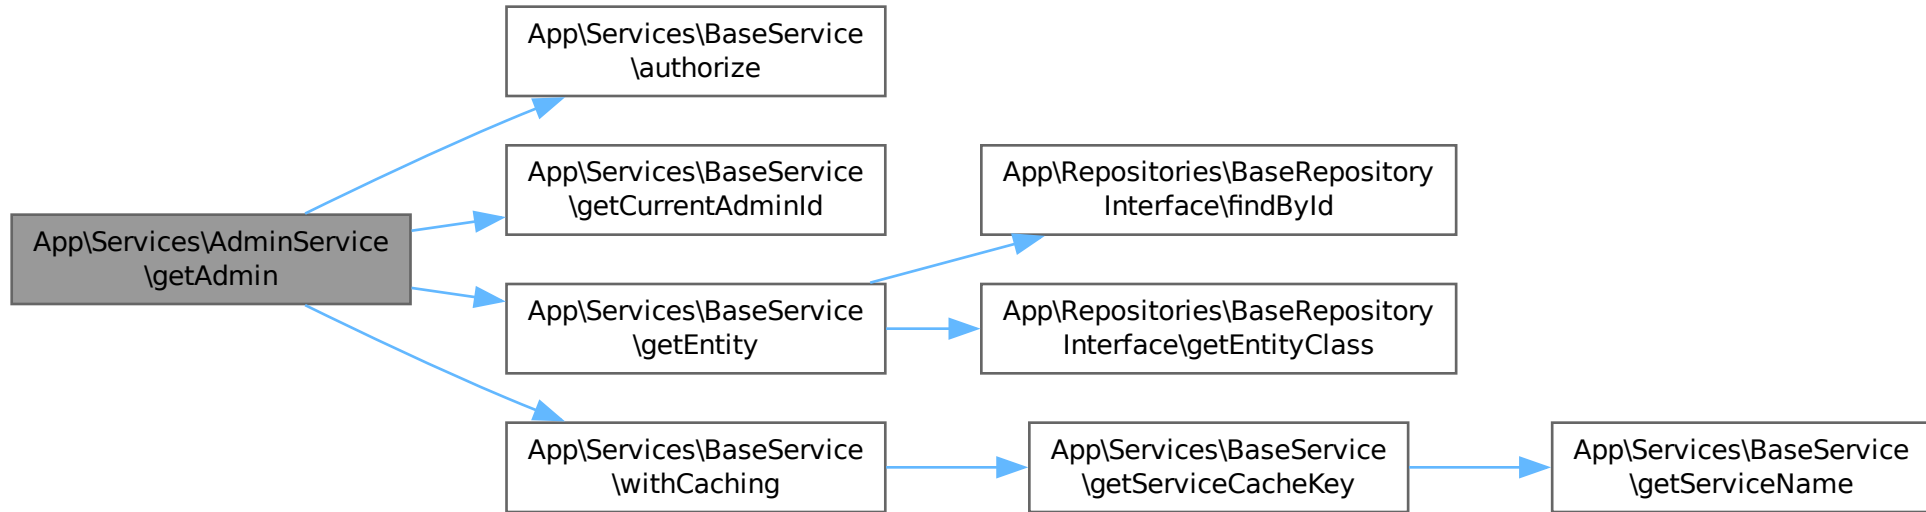 App\Services\BaseService
\authorize
App\Services\BaseService
\getCurrentAdminId
App\Repositories\BaseRepository
Interface\findById
App\Services\AdminService
\getAdmin
App\Services\BaseService
\getEntity
App\Repositories\BaseRepository
Interface\getEntityClass
App\Services\BaseService
\withCaching
App\Services\BaseService
\getServiceCacheKey
App\Services\BaseService
\getServiceName